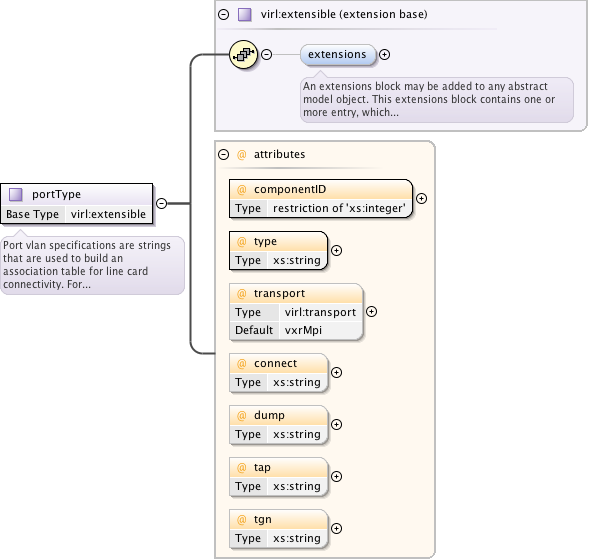 virl:extensible (extension base)
extensions
An extensions block may be added to any abstract
model object. This extensions block contains one or
more entry, which...
portType
Base Type virl:extensible
Port vlan specifications are strings
that are used to build an
association table for line card
connectivity. For...
@ attributes
@ componentID
Type restriction of 'xs:integer'
@ type
Type xs:string
@ transport
Type virl:transport
Default vxrMpi
@ connect
Type xs:string
@ dump
Type xs:string
@ tap
Type xs:string
@ tgn
Type xs:string